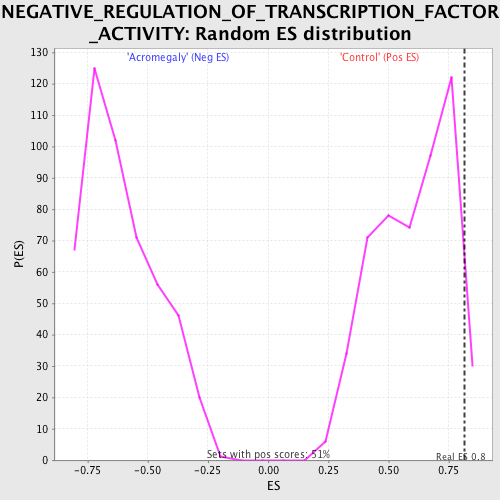 NEGATIVE_REGULATION_OF_TRANSCRIPTION_FACTOR
_ACTIVITY: Random ES distribution
'Acromegaly' (Neg ES)
'Control' (Pos ES)
130
120
110
100
90
80
70
60
50
40
30
20
10
0
P(ES)
Sets with pos scores: 51%
Real ES 0.8
-0.75
-0.50
-0.25
0.00
0.25
0.50
0.75
ES